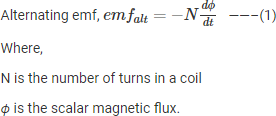 Alternating emf, emf_alt = −N dϕ/dt −−−(1)
Where,
N is the number of turns in a coil
ϕ is the scalar magnetic flux.